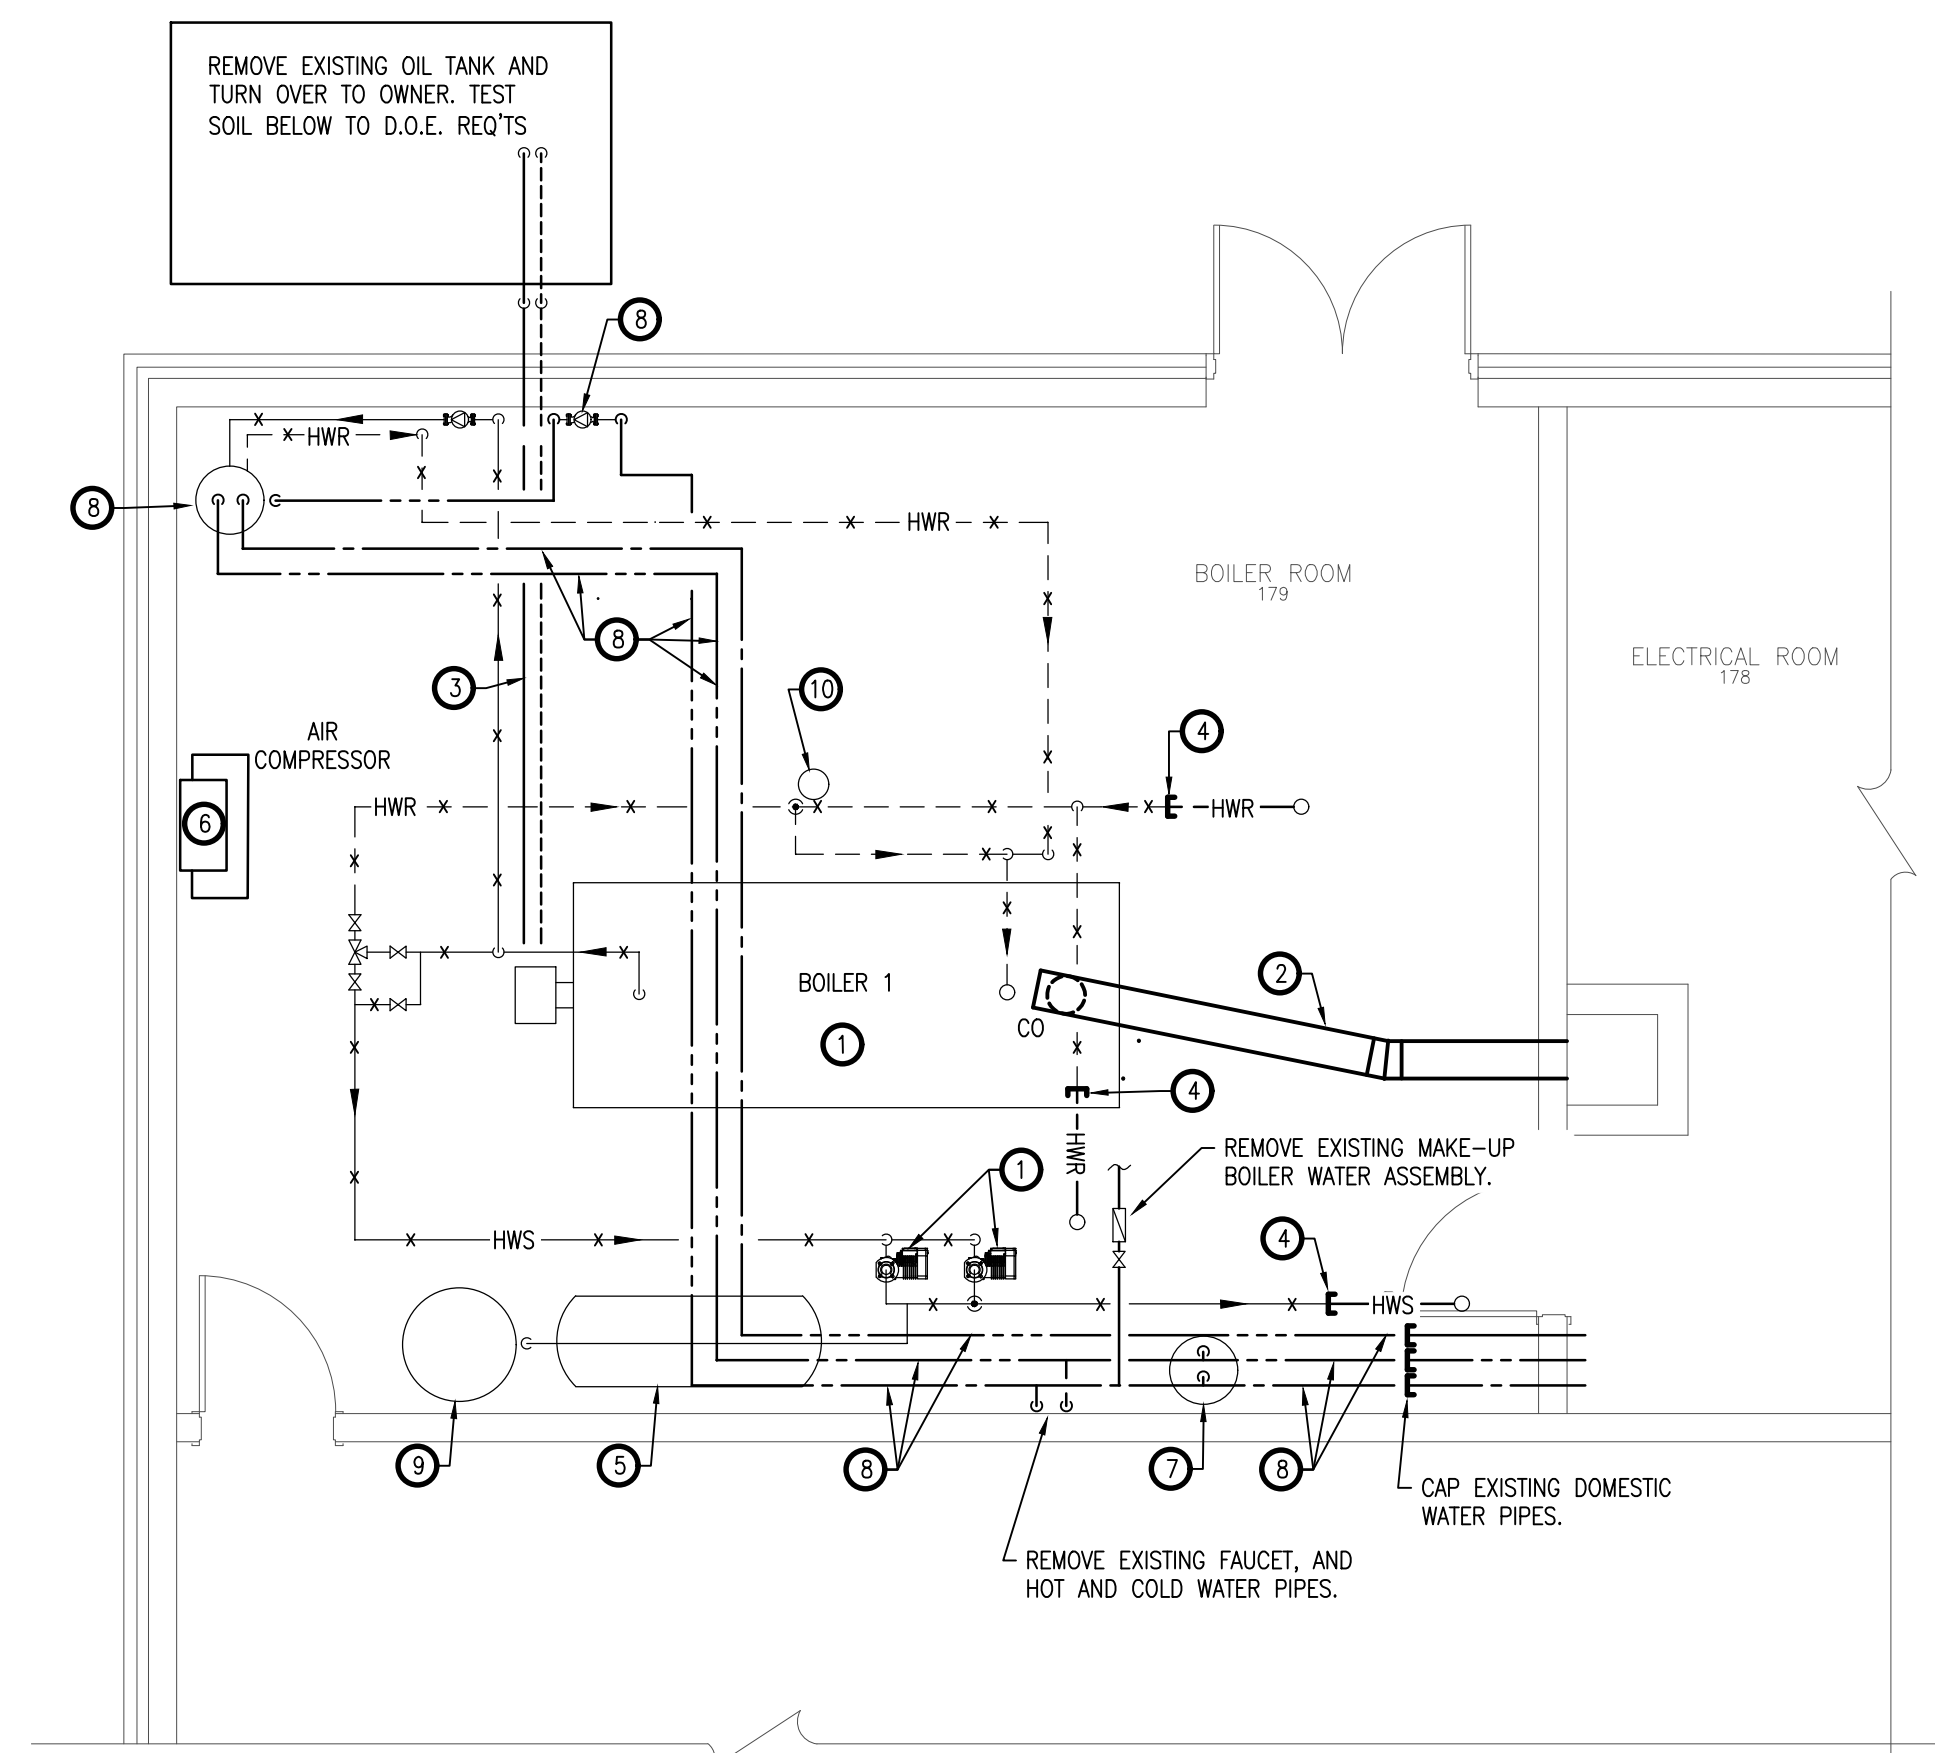 REMOVE EXISTING OIL TANK AND
TURN OVER TO OWNER. TEST
SOIL BELOW TO D.O.E. REQ'TS
8
HWR
8
HWR
BOILER ROOM
179
8
ELECTRICAL ROOM
178
3
10
AIR
COMPRESSOR
4
HWR
HWR
6
BOILER 1
2
CO
1
4
HWR
REMOVE EXISTING MAKE-UP
BOILER WATER ASSEMBLY.
1
HWS
4
HWS
9
5
8
7
8
CAP EXISTING DOMESTIC
WATER PIPES.
REMOVE EXISTING FAUCET, AND
HOT AND COLD WATER PIPES.